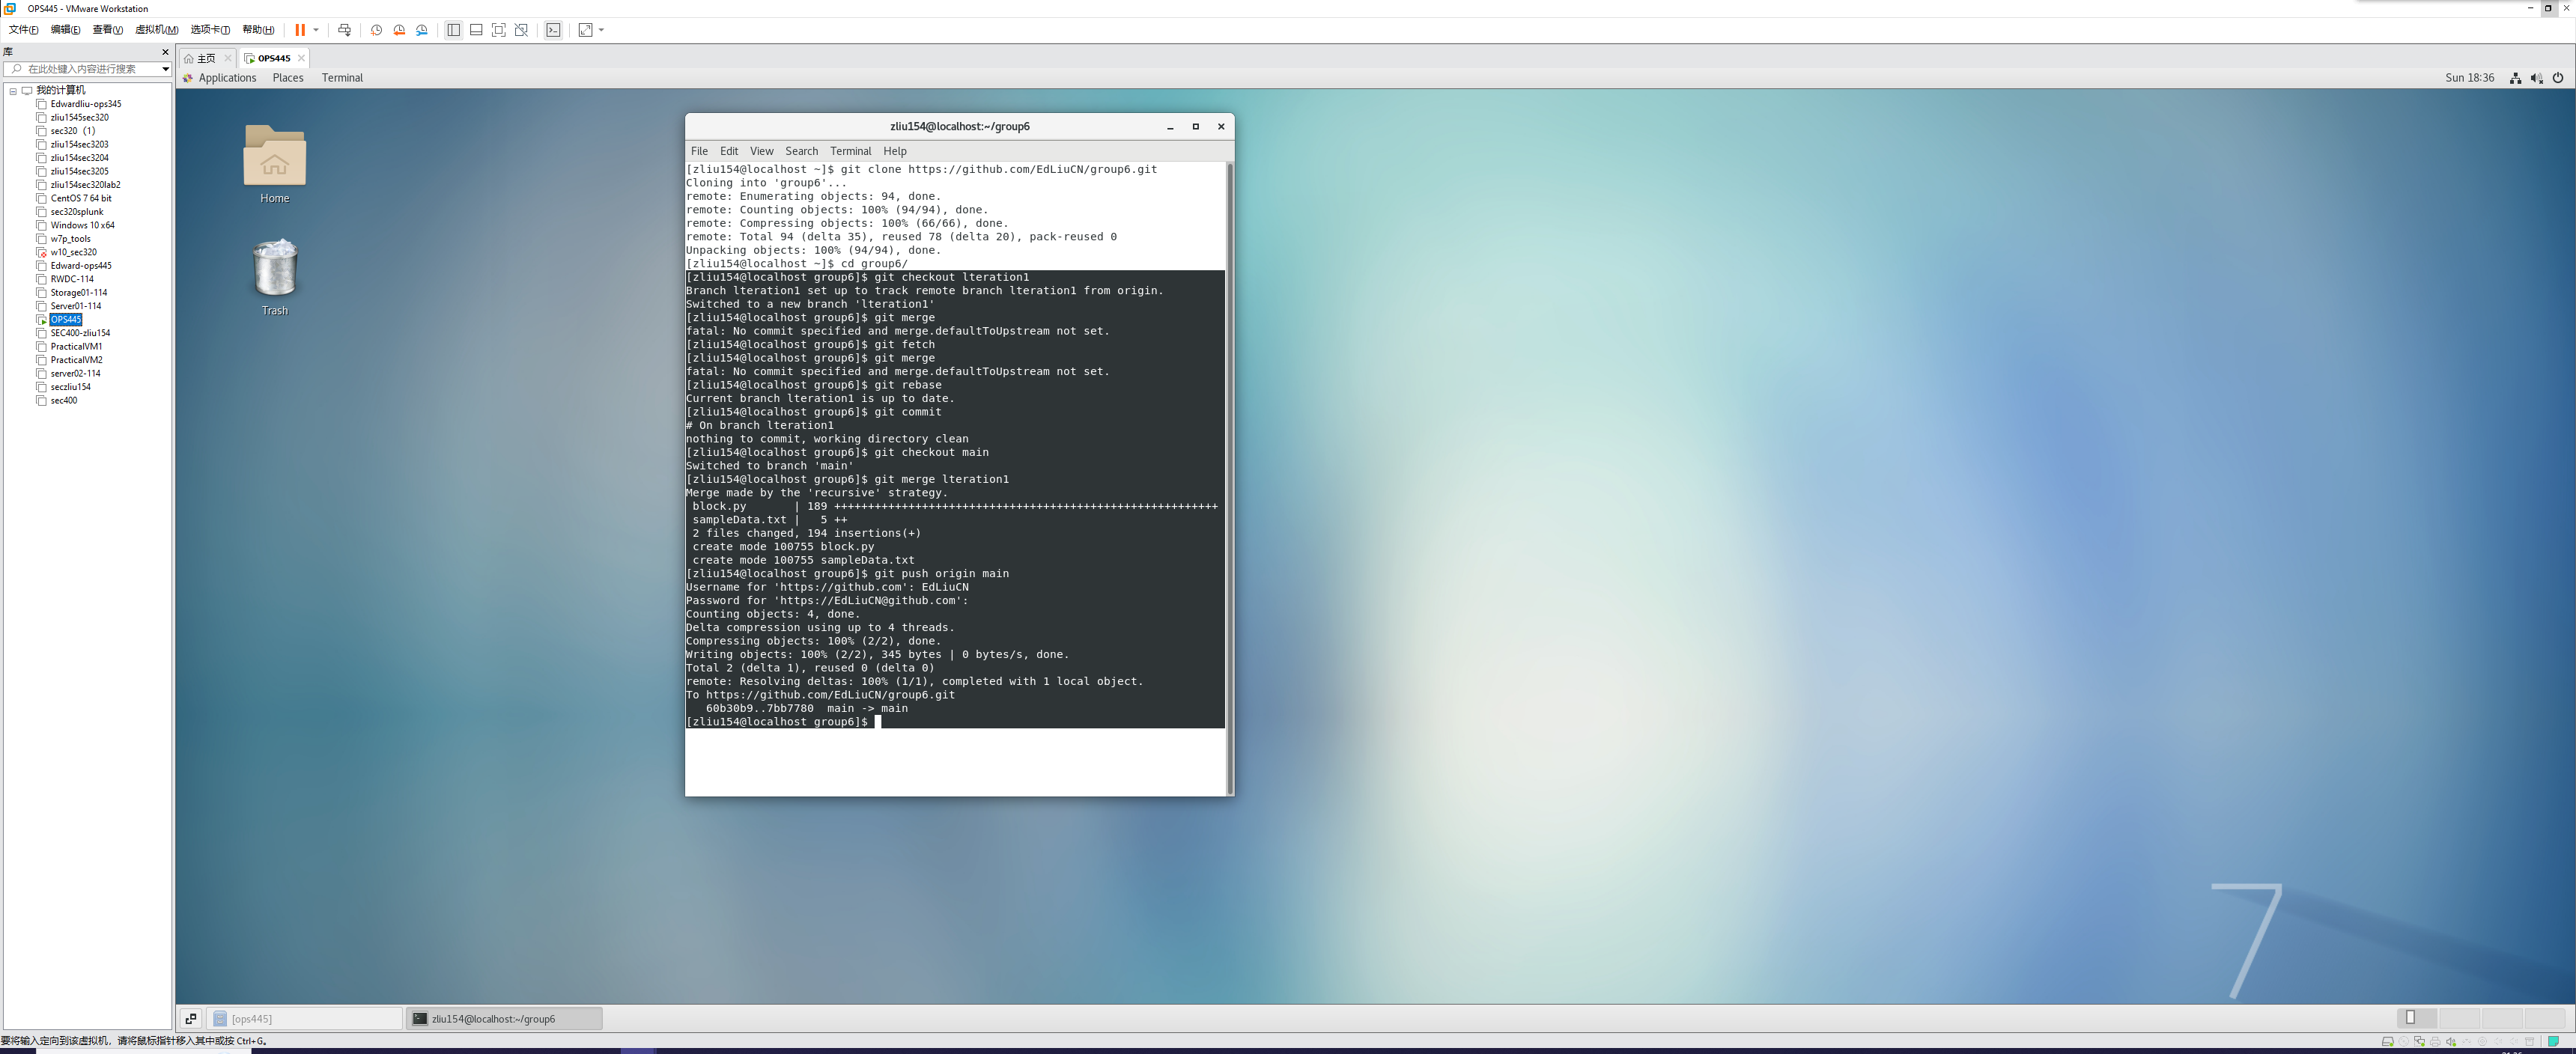 OPS445 - VMware Workstation
文件(F) 编辑(E) 查看(V) 虚拟机(M) 选项卡(T) 帮助(H)
库
在此处键入内容进行搜索
我的计算机
Edwardliu-ops345
zliu1545sec320
sec320（1）
zliu154sec3203
zliu154sec3204
zliu154sec3205
zliu154sec320lab2
CentOS 7 64 bit
sec320splunk
Windows 10 x64
w7p_tools
w10_sec320
Edward-ops445
RWDC-114
Storage01-114
Server01-114
OPS445
SEC400-zliu154
PracticalVM1
PracticalVM2
server02-114
seczliu154
sec400
主页 OPS445
Applications Places Terminal Sun 18:36
Home
Trash
zliu154@localhost:~/group6
File Edit View Search Terminal Help
[zliu154@localhost ~]$ git clone https://github.com/EdLiuCN/group6.git
Cloning into 'group6'...
remote: Enumerating objects: 94, done.
remote: Counting objects: 100% (94/94), done.
remote: Compressing objects: 100% (66/66), done.
remote: Total 94 (delta 35), reused 78 (delta 20), pack-reused 0
Unpacking objects: 100% (94/94), done.
[zliu154@localhost ~]$ cd group6/
[zliu154@localhost group6]$ git checkout lteration1
Branch lteration1 set up to track remote branch lteration1 from origin.
Switched to a new branch 'lteration1'
[zliu154@localhost group6]$ git merge
fatal: No commit specified and merge.defaultToUpstream not set.
[zliu154@localhost group6]$ git fetch
[zliu154@localhost group6]$ git merge
fatal: No commit specified and merge.defaultToUpstream not set.
[zliu154@localhost group6]$ git rebase
Current branch lteration1 is up to date.
[zliu154@localhost group6]$ git commit
# On branch lteration1
nothing to commit, working directory clean
[zliu154@localhost group6]$ git checkout main
Switched to branch 'main'
[zliu154@localhost group6]$ git merge lteration1
Merge made by the 'recursive' strategy.
block.py | 189 +++++++++++++++++++++++++++++++++++++++++++++++++++++++++
sampleData.txt | 5 ++
2 files changed, 194 insertions(+)
create mode 100755 block.py
create mode 100755 sampleData.txt
[zliu154@localhost group6]$ git push origin main
Username for 'https://github.com': EdLiuCN
Password for 'https://EdLiuCN@github.com':
Counting objects: 4, done.
Delta compression using up to 4 threads.
Compressing objects: 100% (2/2), done.
Writing objects: 100% (2/2), 345 bytes | 0 bytes/s, done.
Total 2 (delta 1), reused 0 (delta 0)
remote: Resolving deltas: 100% (1/1), completed with 1 local object.
To https://github.com/EdLiuCN/group6.git
60b30b9..7bb7780 main -> main
[zliu154@localhost group6]$
7
[ops445] zliu154@localhost:~/group6
要将输入定向到该虚拟机，请将鼠标指针移入其中或按 Ctrl+G。